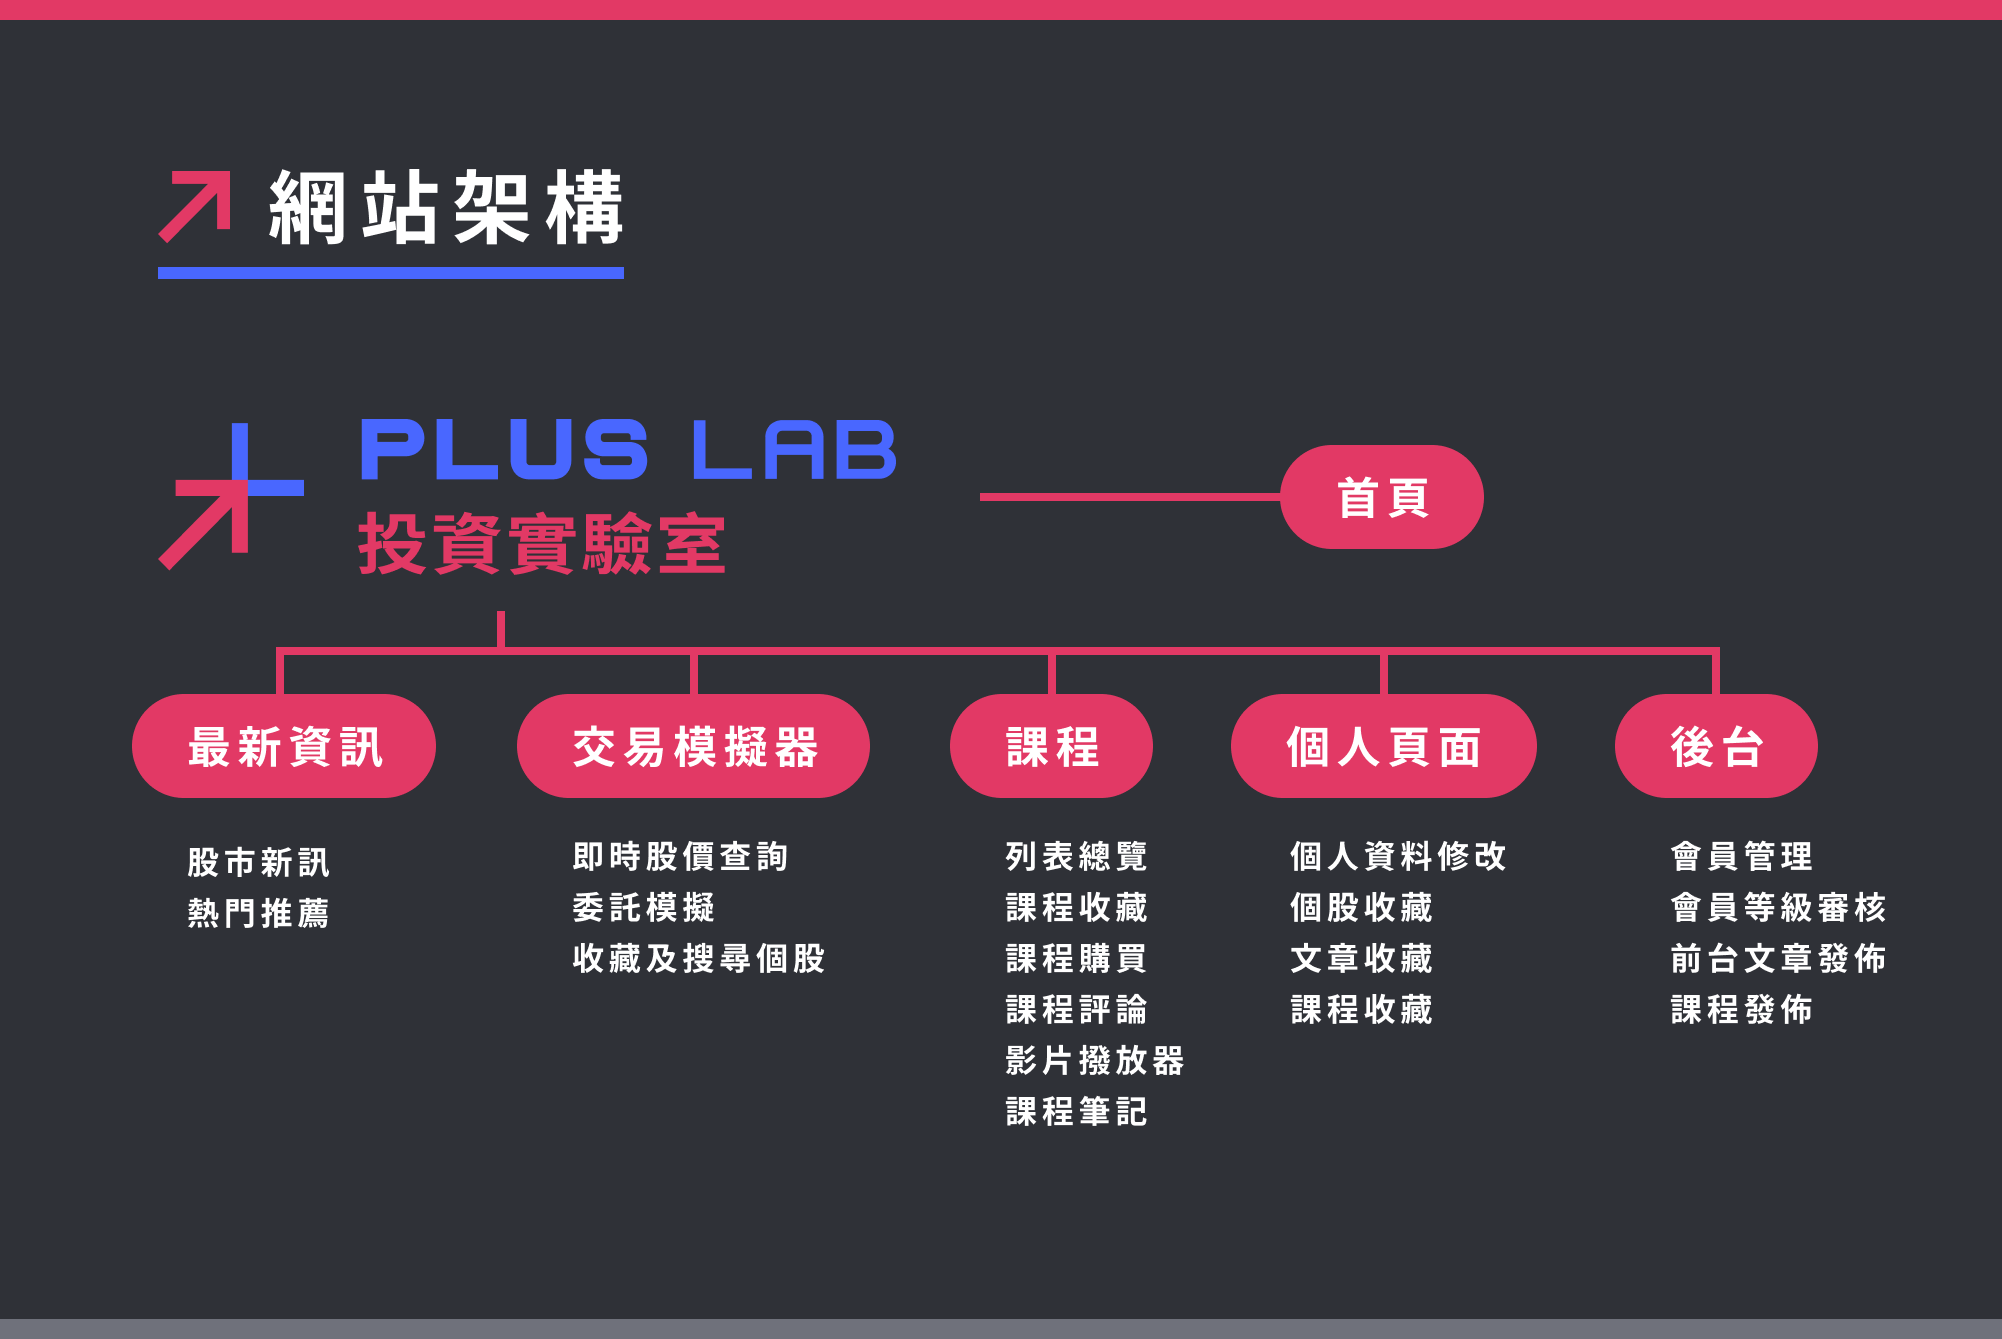 網站架構
PLUS LAB
投資實驗室
首頁
最新資訊
股市新訊
熱門推薦
交易模擬器
即時股價查詢
委託模擬
收藏及搜尋個股
課程
列表總覽
課程收藏
課程購買
課程評論
影片撥放器
課程筆記
個人頁面
個人資料修改
個股收藏
文章收藏
課程收藏
後台
會員管理
會員等級審核
前台文章發佈
課程發佈